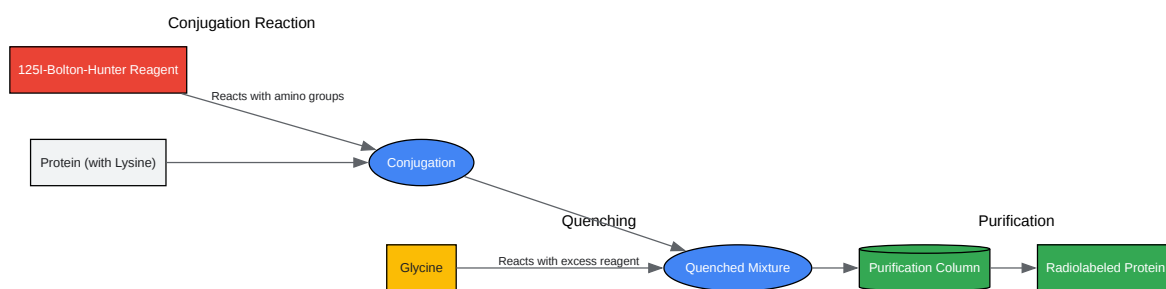 Conjugation Reaction
125I-Bolton-Hunter Reagent
Reacts with amino groups
Protein (with Lysine)
Conjugation
Quenching
Purification
Glycine
Reacts with excess reagent
Quenched Mixture
Purification Column
Radiolabeled Protein